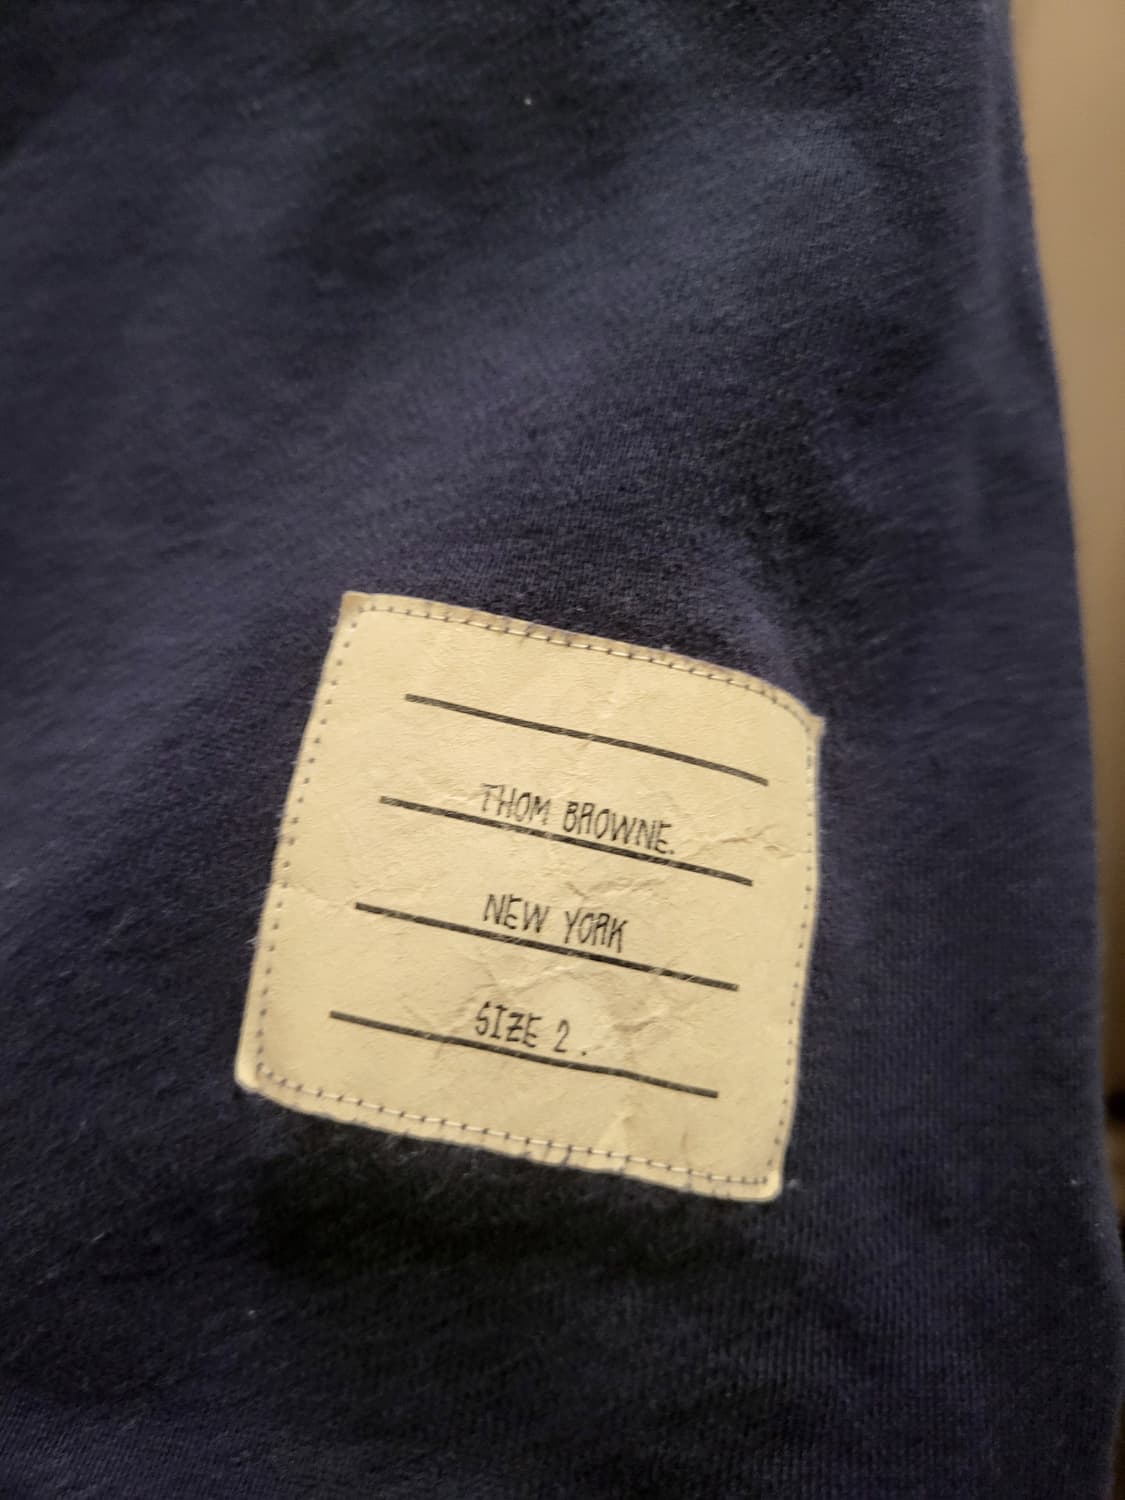 THOM BROWNE.
NEW YORK
SIZE 2.